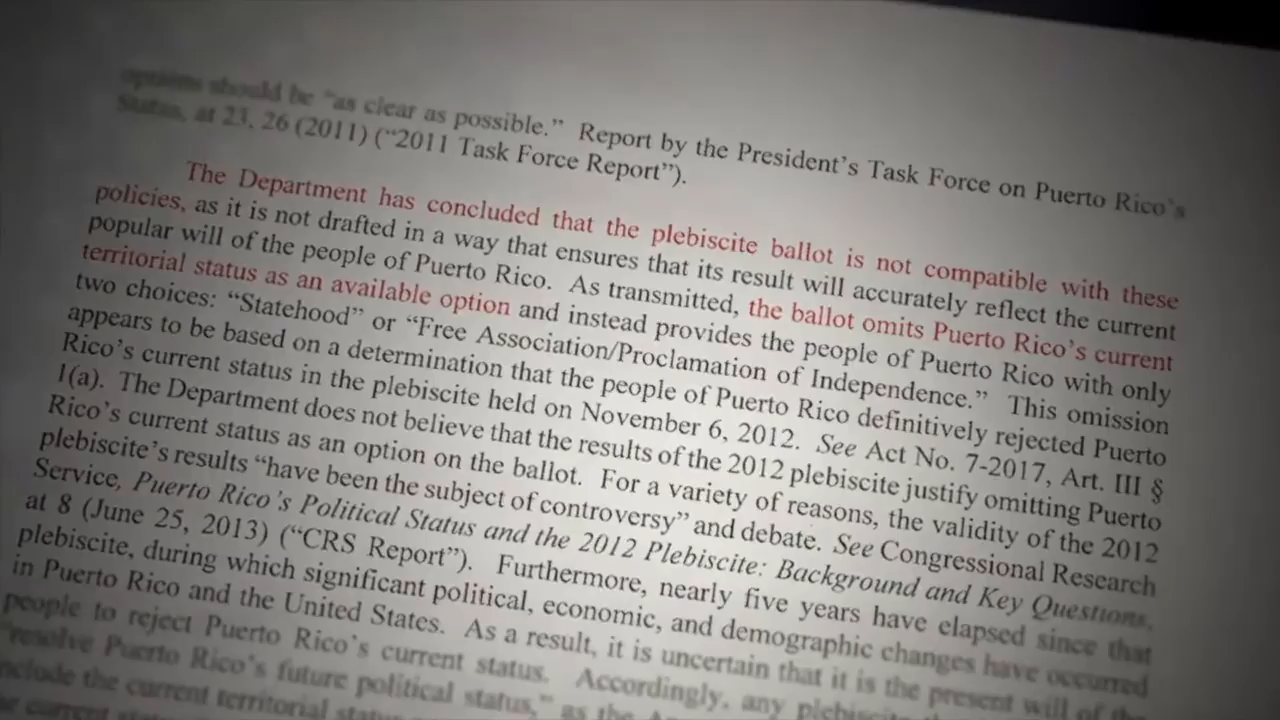 options should be "as clear as possible." Report by the President's Task Force on Puerto Rico's
Status, at 23, 26 (2011) ("2011 Task Force Report").
The Department has concluded that the plebiscite ballot is not compatible with these
policies, as it is not drafted in a way that ensures that its result will accurately reflect the current
popular will of the people of Puerto Rico. As transmitted, the ballot omits Puerto Rico's current
territorial status as an available option and instead provides the people of Puerto Rico with only
two choices: "Statehood" or "Free Association/Proclamation of Independence." This omission
appears to be based on a determination that the people of Puerto Rico definitively rejected Puerto
Rico's current status in the plebiscite held on November 6, 2012. See Act No. 7-2017, Art. III §
1(a). The Department does not believe that the results of the 2012 plebiscite justify omitting Puerto
Rico's current status as an option on the ballot. For a variety of reasons, the validity of the 2012
plebiscite's results "have been the subject of controversy" and debate. See Congressional Research
Service, Puerto Rico's Political Status and the 2012 Plebiscite: Background and Key Questions,
at 8 (June 25, 2013) ("CRS Report"). Furthermore, nearly five years have elapsed since that
plebiscite, during which significant political, economic, and demographic changes have occurred
in Puerto Rico and the United States. As a result, it is uncertain that it is the present will of the
people to reject Puerto Rico's current status. Accordingly, any plebiscite
"resolve Puerto Rico's future political status," as the
include the current territorial status
the current